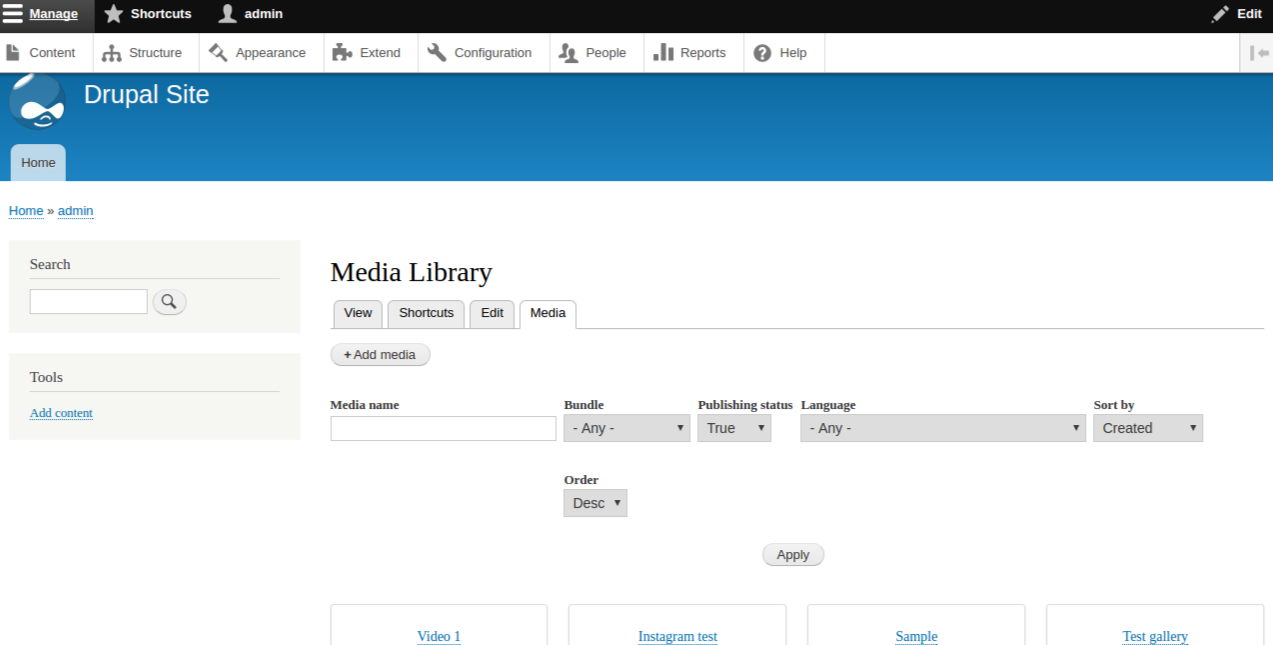 Manage Shortcuts admin Edit
Content Structure Appearance Extend Configuration People Reports Help
Drupal Site
Home
Home » admin
Search
Tools
Add content
Media Library
View Shortcuts Edit Media
+ Add media
Media name Bundle Publishing status Language Sort by
- Any - True - Any - Created
Order
Desc
Apply
Video 1 Instagram test Sample Test gallery